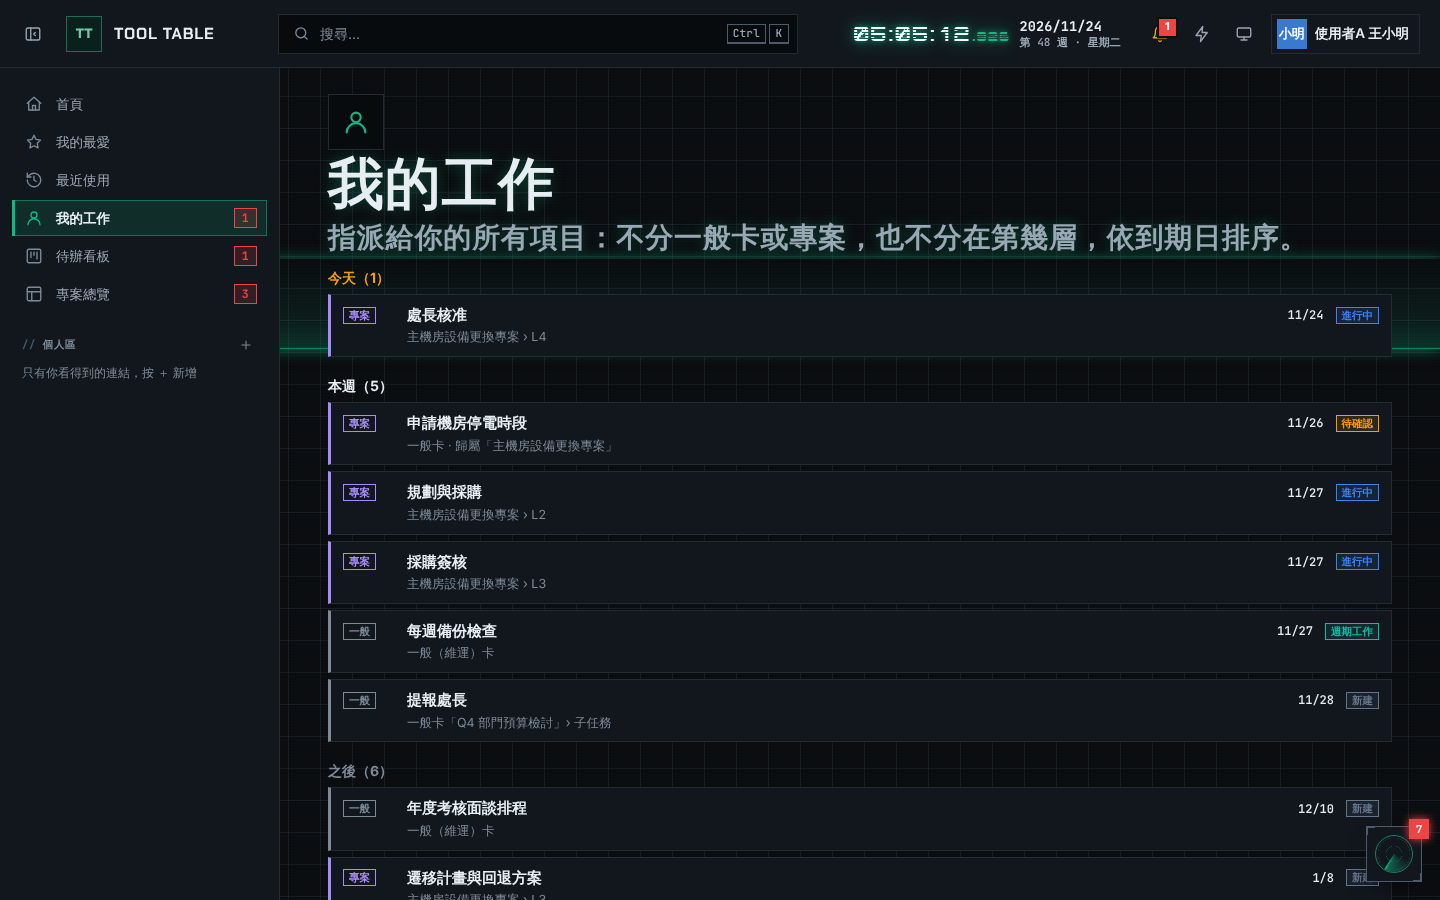 TT TOOL TABLE 搜尋... Ctrl K 05:05:12 2026/11/24 1 小明 使用者A 王小明
第 48 週 · 星期二
首頁
我的最愛
最近使用
我的工作 1
待辦看板 1
專案總覽 3
// 個人區 +
只有你看得到的連結，按 + 新增
我的工作
指派給你的所有項目：不分一般卡或專案，也不分在第幾層，依到期日排序。
今天（1）
專案 處長核准 11/24 進行中
主機房設備更換專案 › L4
本週（5）
專案 申請機房停電時段 11/26 待確認
一般卡 · 歸屬「主機房設備更換專案」
專案 規劃與採購 11/27 進行中
主機房設備更換專案 › L2
專案 採購簽核 11/27 進行中
主機房設備更換專案 › L3
一般 每週備份檢查 11/27 週期工作
一般（維運）卡
一般 提報處長 11/28 新建
一般卡「Q4 部門預算檢討」› 子任務
之後（6）
一般 年度考核面談排程 12/10 新建
一般（維運）卡
7
專案 遷移計畫與回退方案 1/8
主機房設備更換專案 › L3